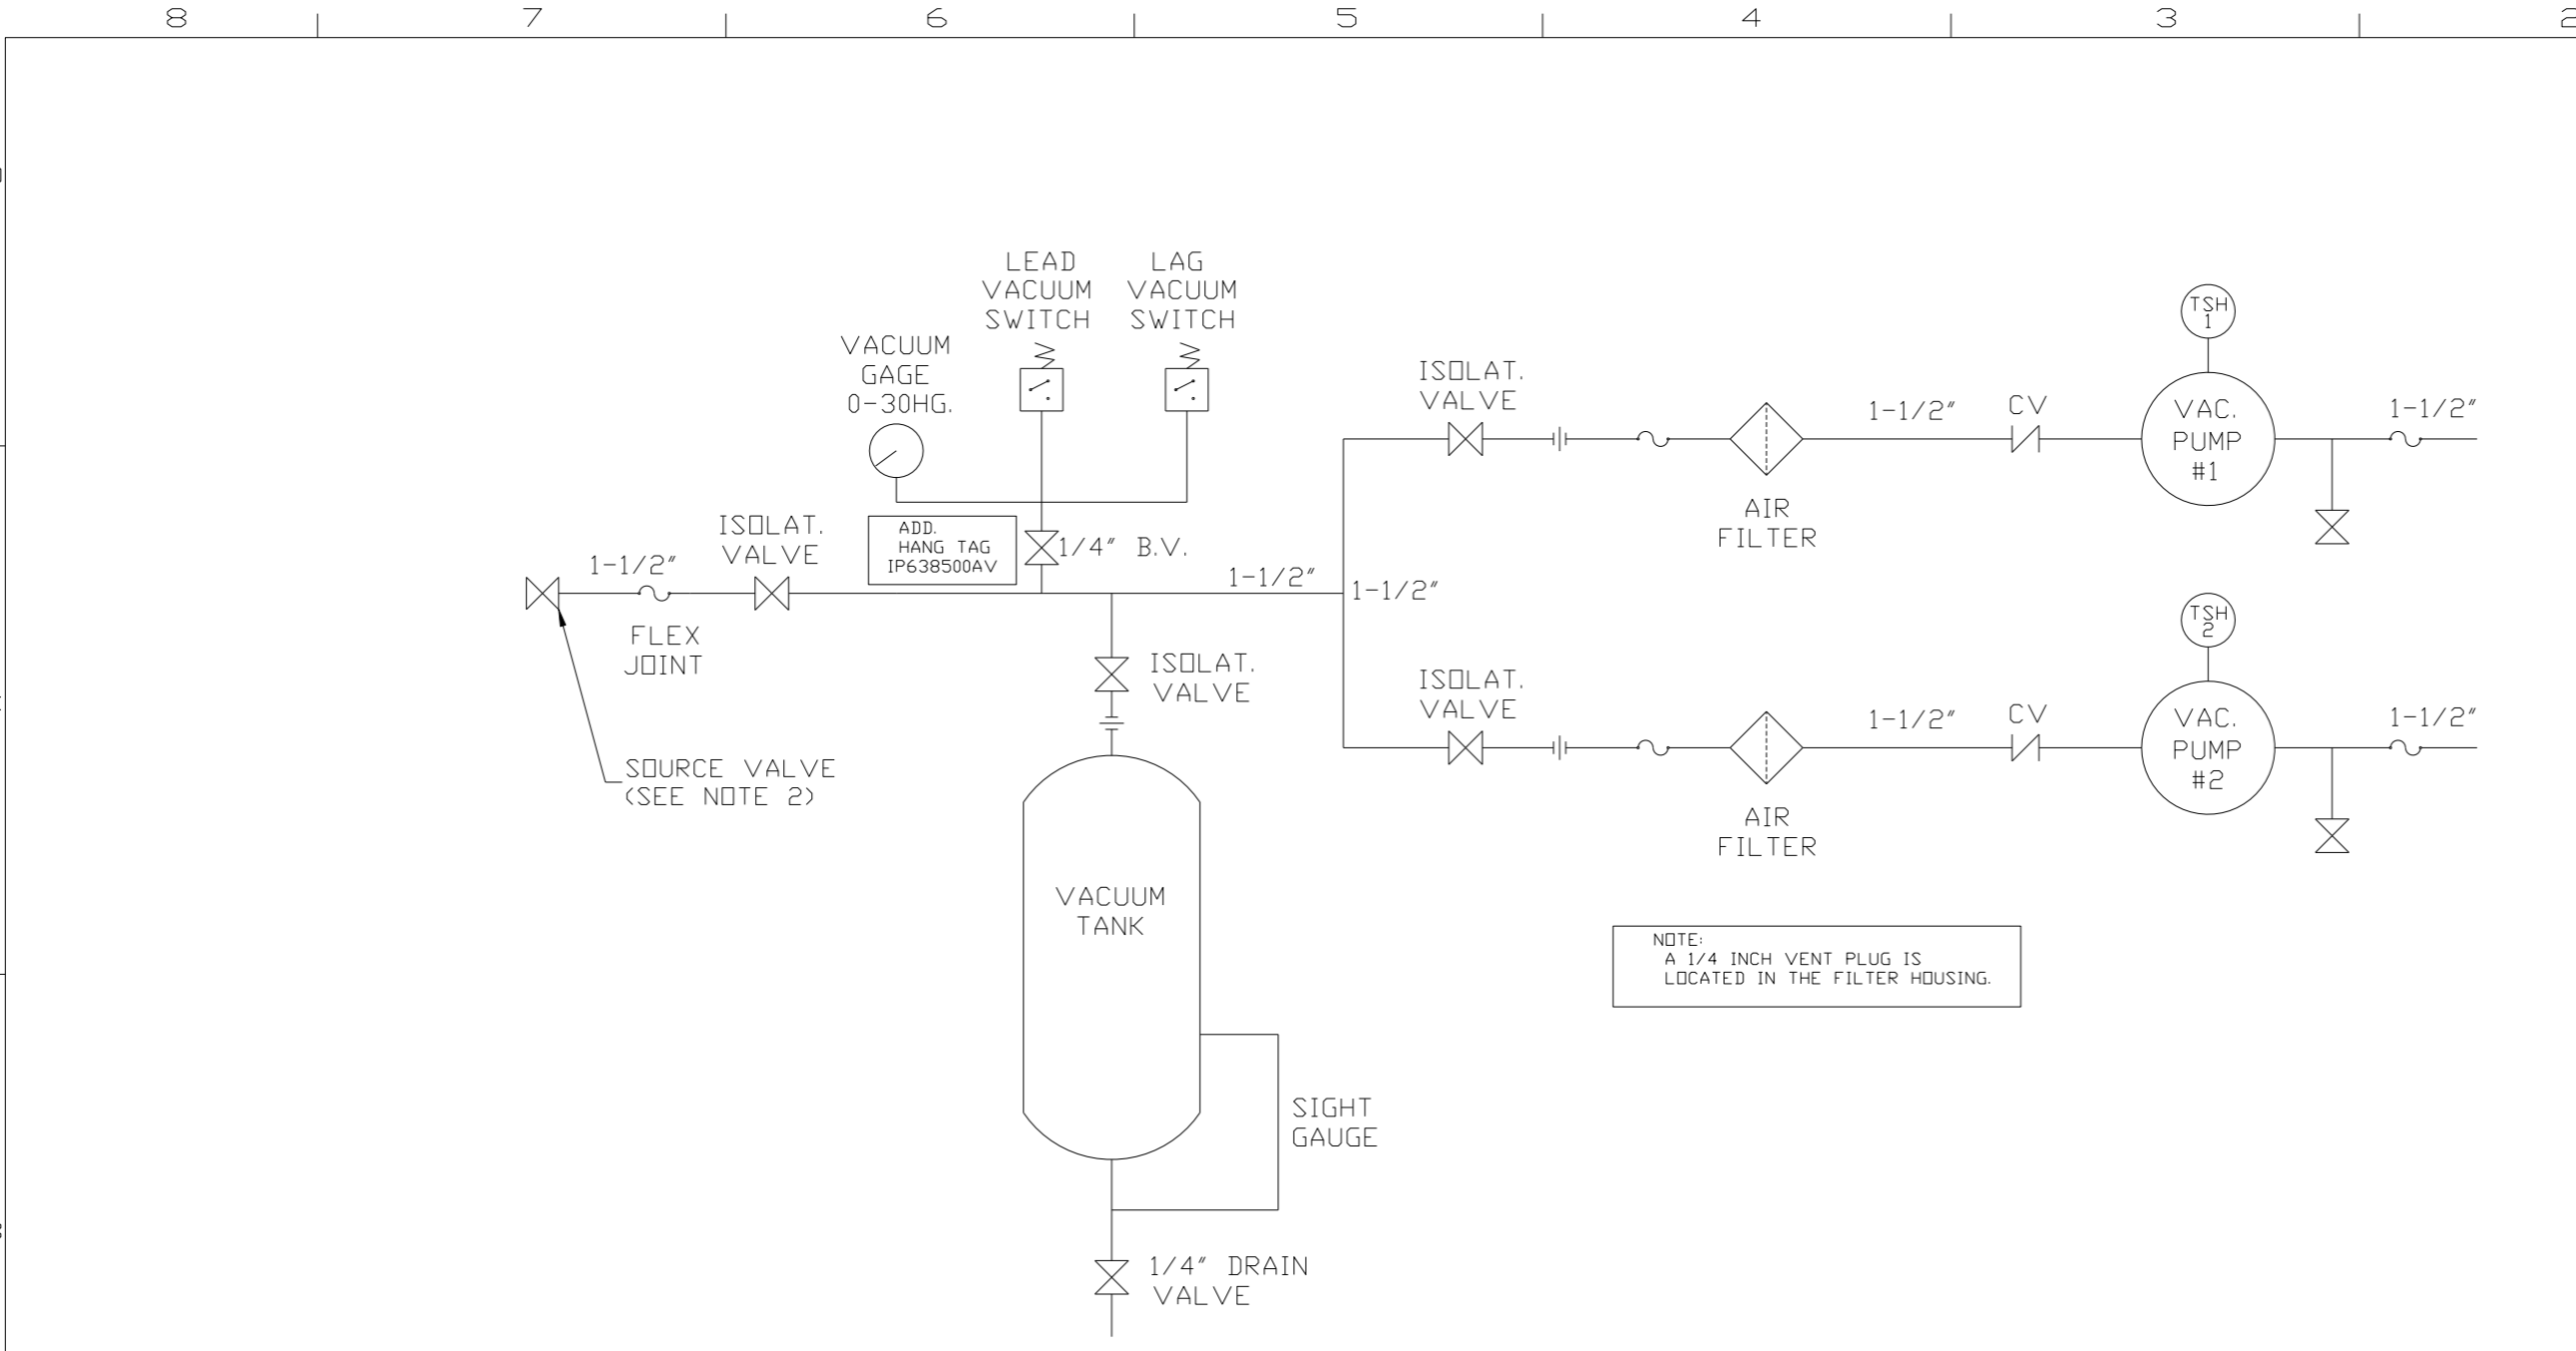 8 7 6 5 4 3 2
LEAD
VACUUM
SWITCH
LAG
VACUUM
SWITCH
VACUUM
GAGE
0-30HG.
ADD.
HANG TAG
IP638500AV
1/4" B.V.
ISOLAT.
VALVE
1-1/2"
FLEX
JOINT
SOURCE VALVE
(SEE NOTE 2)
1-1/2"
1-1/2"
ISOLAT.
VALVE
VACUUM
TANK
SIGHT
GAUGE
1/4" DRAIN
VALVE
ISOLAT.
VALVE
AIR
FILTER
1-1/2"
CV
TSH
1
VAC.
PUMP
#1
1-1/2"
ISOLAT.
VALVE
AIR
FILTER
1-1/2"
CV
TSH
2
VAC.
PUMP
#2
1-1/2"
NOTE:
A 1/4 INCH VENT PLUG IS
LOCATED IN THE FILTER HOUSING.